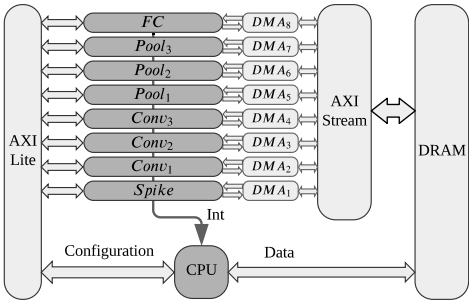 FC DMA₈
Pool₃ DMA₇
Pool₂ DMA₆
Pool₁ DMA₅
Conv₃ DMA₄
Conv₂ DMA₃
Conv₁ DMA₂
Spike DMA₁
AXI
Lite
AXI
Stream
DRAM
Int
Configuration
CPU
Data